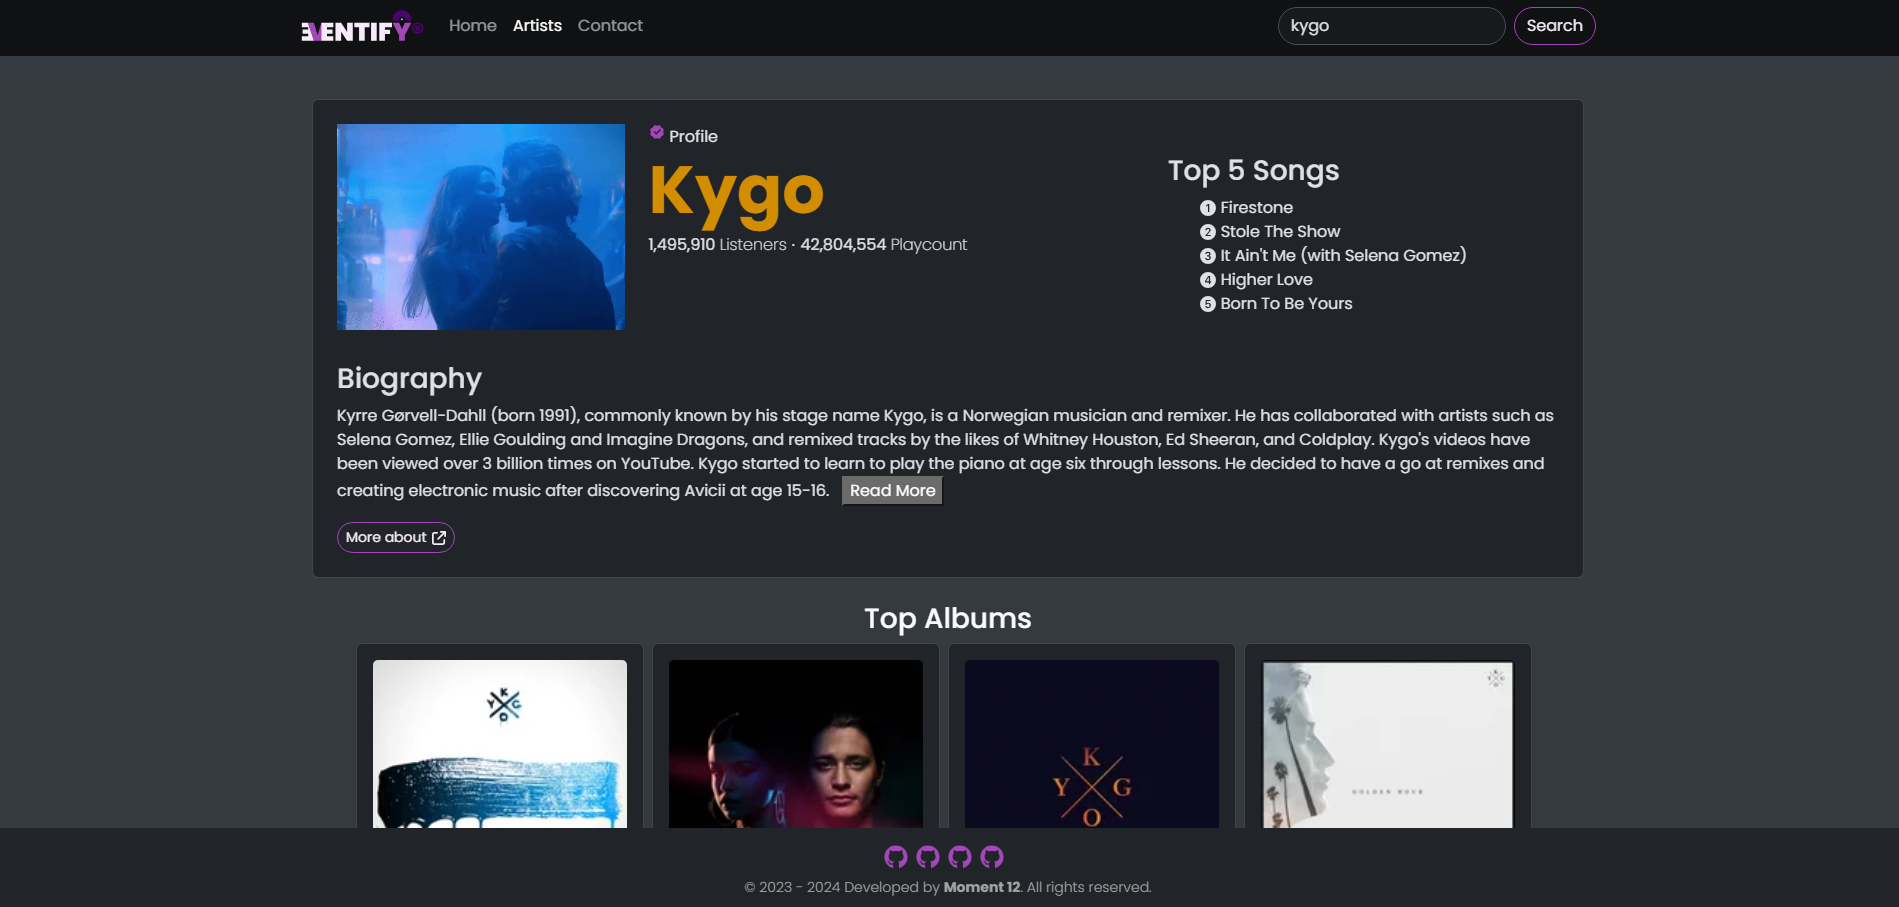 EVENTIFY®
Home Artists Contact
kygo
Search
Profile
Kygo
1,495,910 Listeners · 42,804,554 Playcount
Top 5 Songs
1 Firestone
2 Stole The Show
3 It Ain't Me (with Selena Gomez)
4 Higher Love
5 Born To Be Yours
Biography
Kyrre Gørvell-Dahll (born 1991), commonly known by his stage name Kygo, is a Norwegian musician and remixer. He has collaborated with artists such as
Selena Gomez, Ellie Goulding and Imagine Dragons, and remixed tracks by the likes of Whitney Houston, Ed Sheeran, and Coldplay. Kygo's videos have
been viewed over 3 billion times on YouTube. Kygo started to learn to play the piano at age six through lessons. He decided to have a go at remixes and
creating electronic music after discovering Avicii at age 15-16. Read More
More about
Top Albums
K
Y G
O
K
Y G
O
K
Y G
O
GOLDEN HOUR
© 2023 - 2024 Developed by Moment 12. All rights reserved.